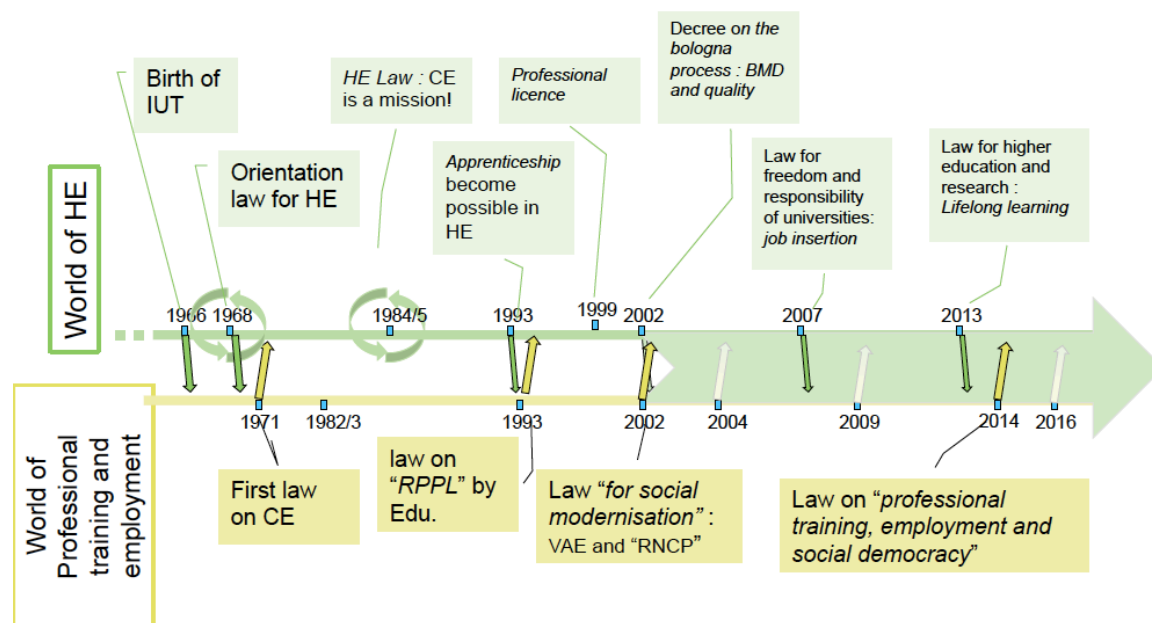 Birth of
IUT
Orientation
law for HE
HE Law : CE
is a mission!
Apprenticeship
become
possible in
HE
Professional
licence
Decree on the
bologna
process : BMD
and quality
Law for
freedom and
responsibility
of universities:
job insertion
Law for higher
education and
research :
Lifelong learning
World of HE
1966 1968 1984/5 1993 1999 2002 2007 2013
World of
Professional
training and
employment
1971 1982/3 1993 2002 2004 2009 2014 2016
First law
on CE
law on
“RPPL” by
Edu.
Law “for social
modernisation” :
VAE and “RNCP”
Law on “professional
training, employment and
social democracy”